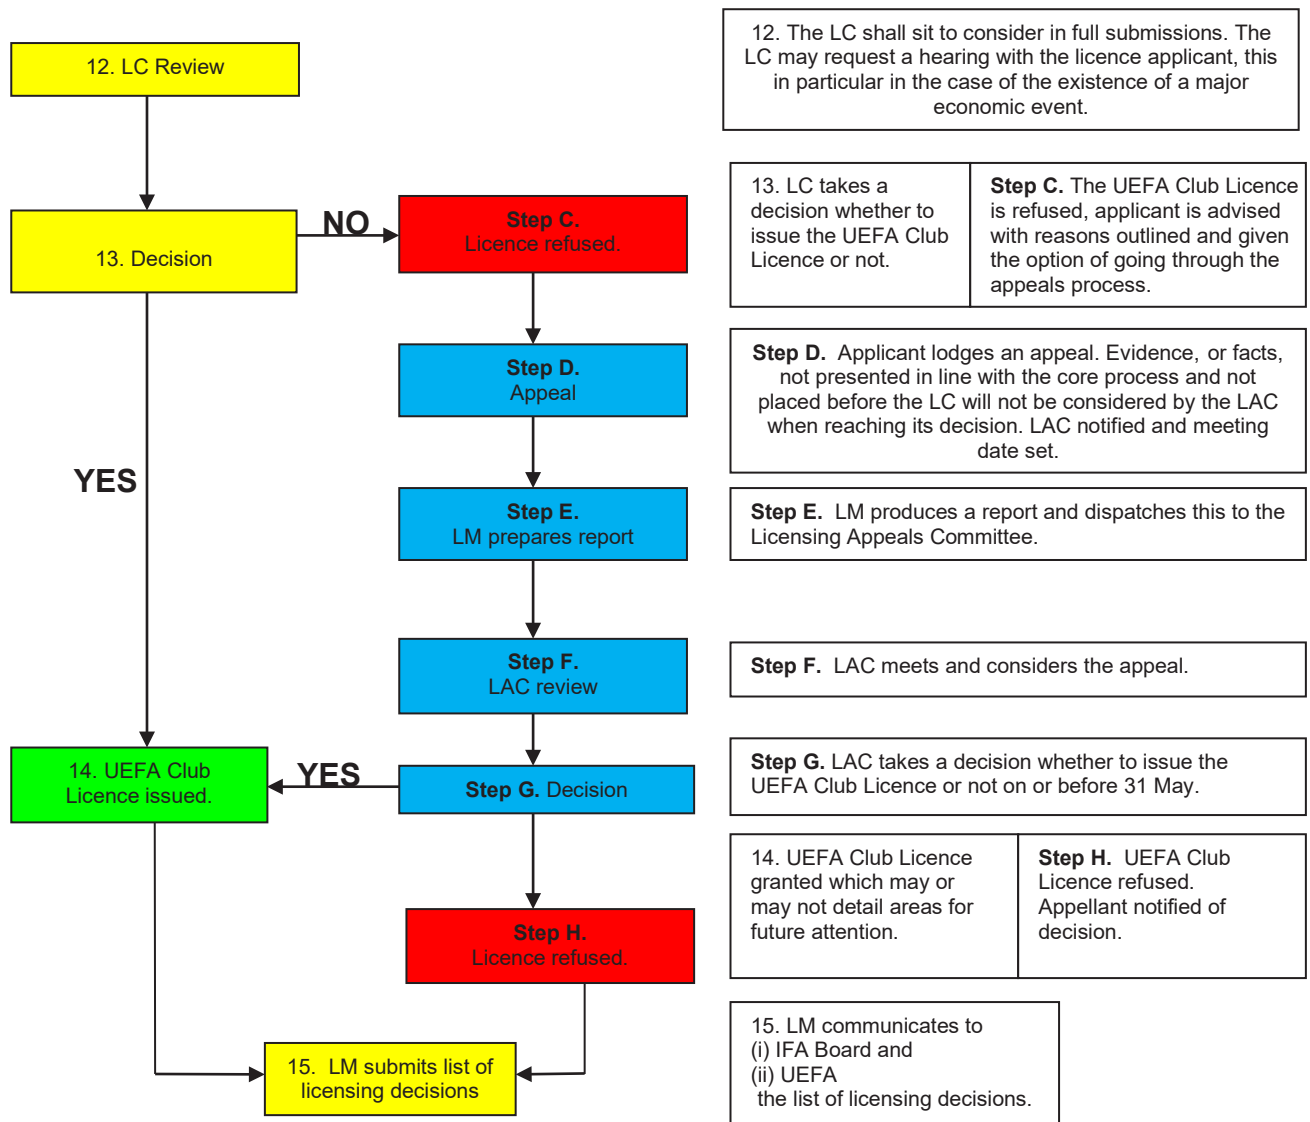 12. LC Review
12. The LC shall sit to consider in full submissions. The
LC may request a hearing with the licence applicant, this
in particular in the case of the existence of a major
economic event.
13. Decision
NO
Step C.
Licence refused.
13. LC takes a
decision whether to
issue the UEFA Club
Licence or not.
Step C. The UEFA Club Licence
is refused, applicant is advised
with reasons outlined and given
the option of going through the
appeals process.
Step D.
Appeal
Step D. Applicant lodges an appeal. Evidence, or facts,
not presented in line with the core process and not
placed before the LC will not be considered by the LAC
when reaching its decision. LAC notified and meeting
date set.
YES
Step E.
LM prepares report
Step E. LM produces a report and dispatches this to the
Licensing Appeals Committee.
Step F.
LAC review
Step F. LAC meets and considers the appeal.
14. UEFA Club
Licence issued.
YES
Step G. Decision
Step G. LAC takes a decision whether to issue the
UEFA Club Licence or not on or before 31 May.
Step H.
Licence refused.
14. UEFA Club Licence
granted which may or
may not detail areas for
future attention.
Step H. UEFA Club
Licence refused.
Appellant notified of
decision.
15. LM submits list of
licensing decisions
15. LM communicates to
(i) IFA Board and
(ii) UEFA
the list of licensing decisions.